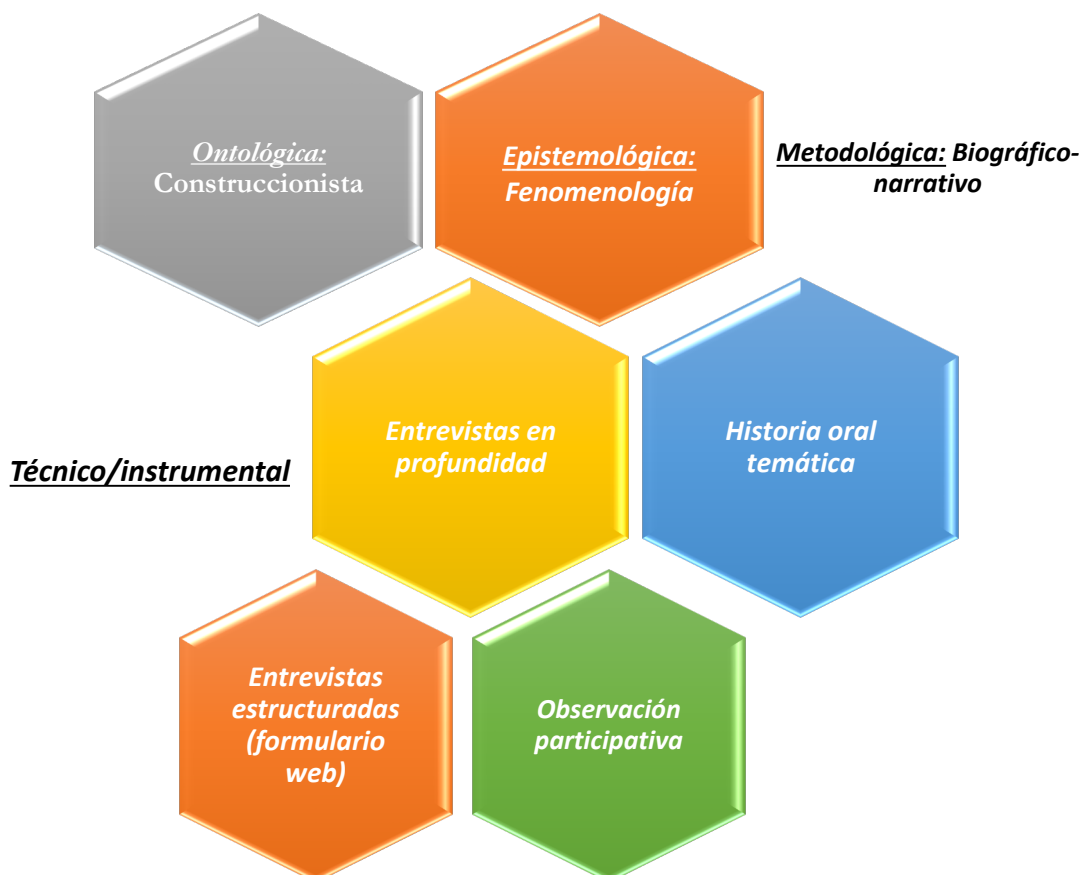 Ontológica:
Construccionista
Epistemológica:
Fenomenología
Metodológica: Biográfico-
narrativo
Técnico/instrumental
Entrevistas en
profundidad
Historia oral
temática
Entrevistas
estructuradas
(formulario
web)
Observación
participativa